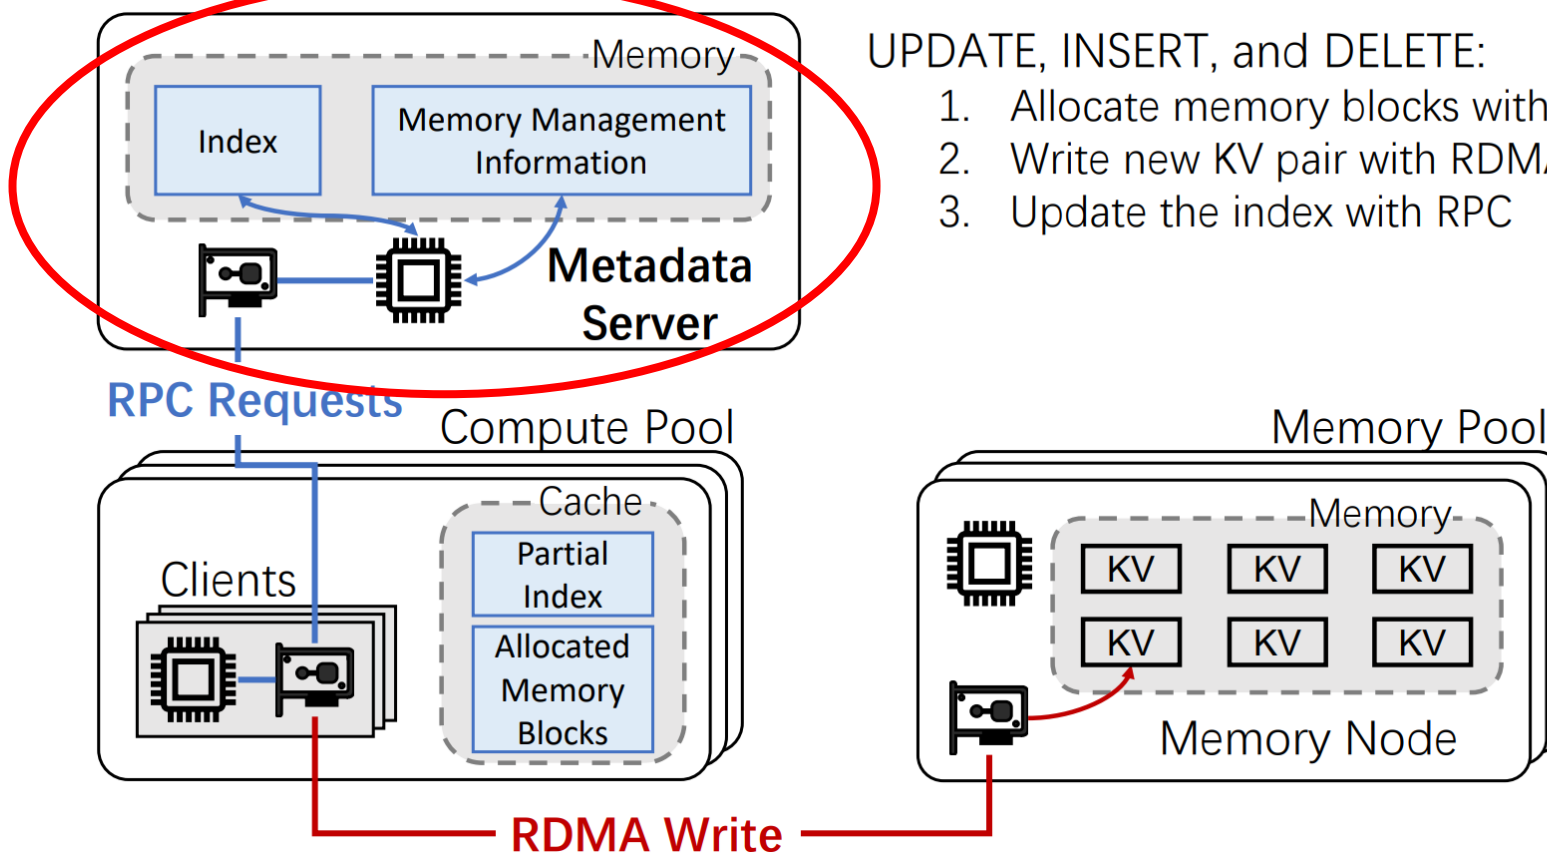 Memory
Index
Memory Management
Information
Metadata
Server
UPDATE, INSERT, and DELETE:
1. Allocate memory blocks with
2. Write new KV pair with RDMA
3. Update the index with RPC
RPC Requests
Compute Pool
Clients
Cache
Partial
Index
Allocated
Memory
Blocks
Memory Pool
Memory
KV KV KV
KV KV KV
Memory Node
RDMA Write